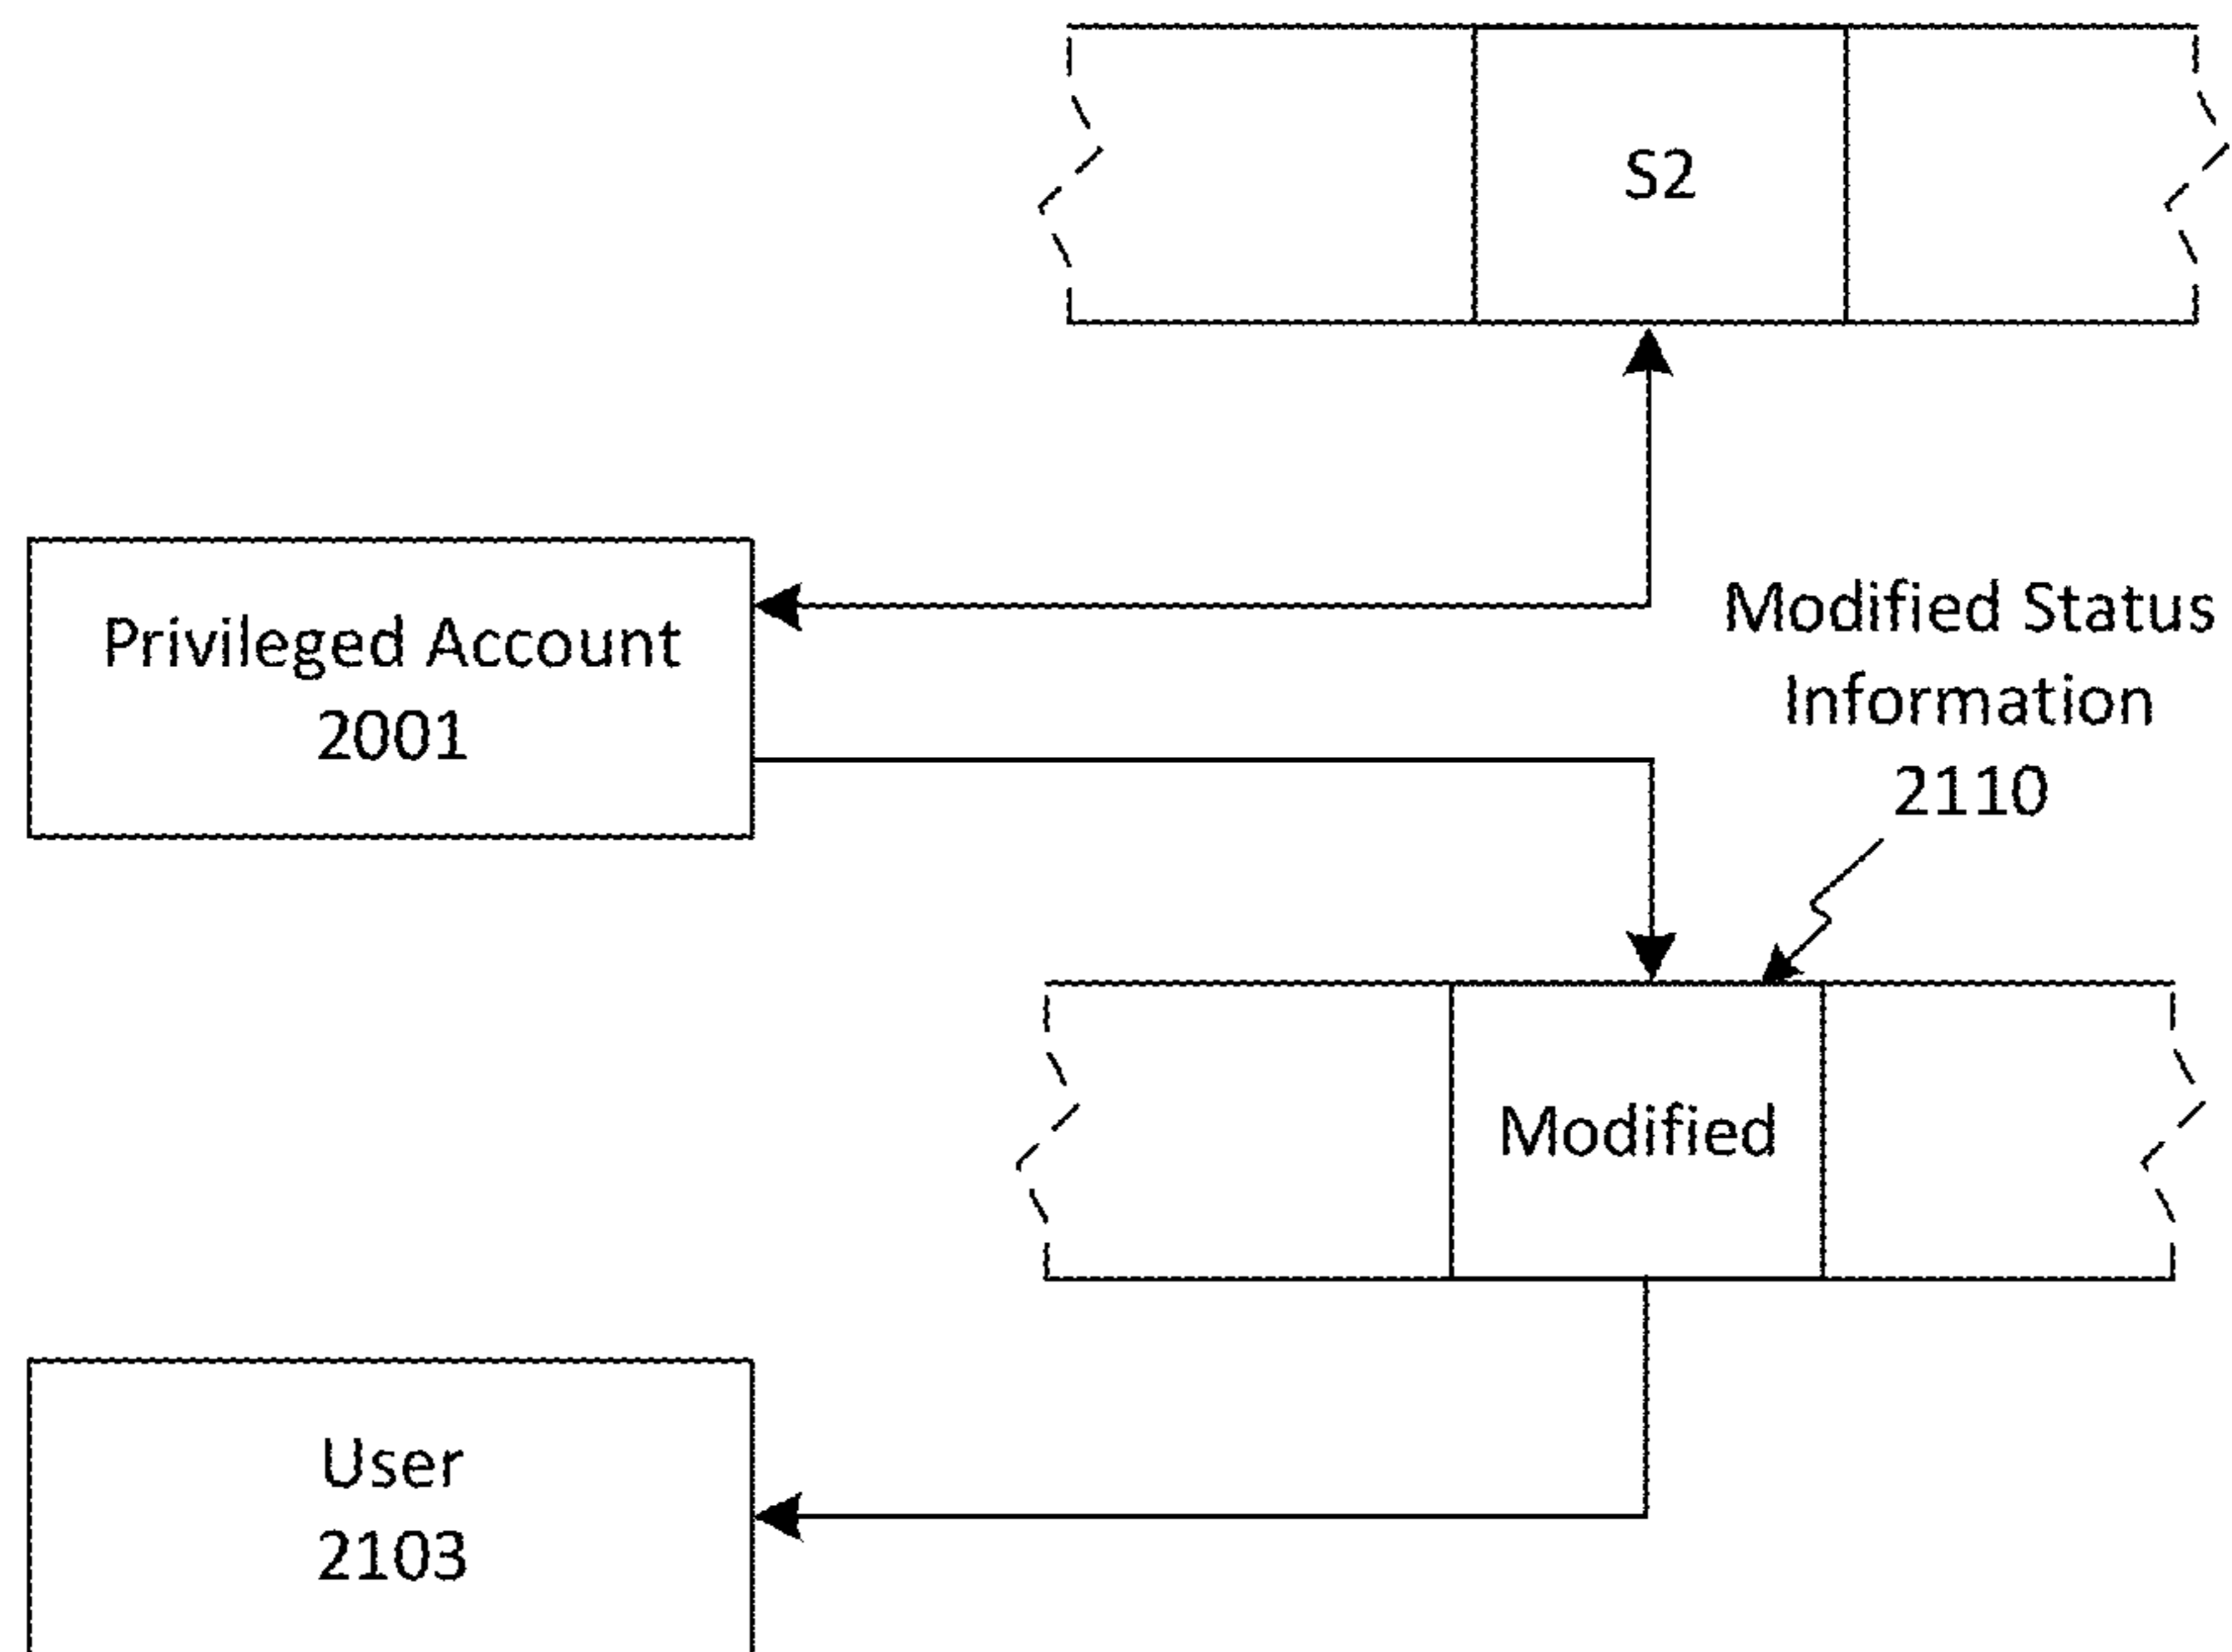 S2
Privileged Account
2001
Modified Status
Information
2110
Modified
User
2103